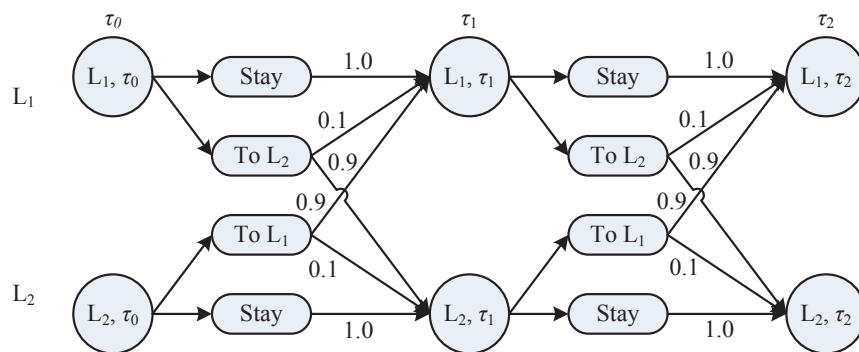 τ₀ τ₁ τ₂
L₁, τ₀ Stay 1.0 L₁, τ₁ Stay 1.0 L₁, τ₂
L₁
0.1 0.1
To L₂ 0.9 To L₂ 0.9
0.9 0.9
To L₁ To L₁
0.1 0.1
L₂
L₂, τ₀ Stay 1.0 L₂, τ₁ Stay 1.0 L₂, τ₂